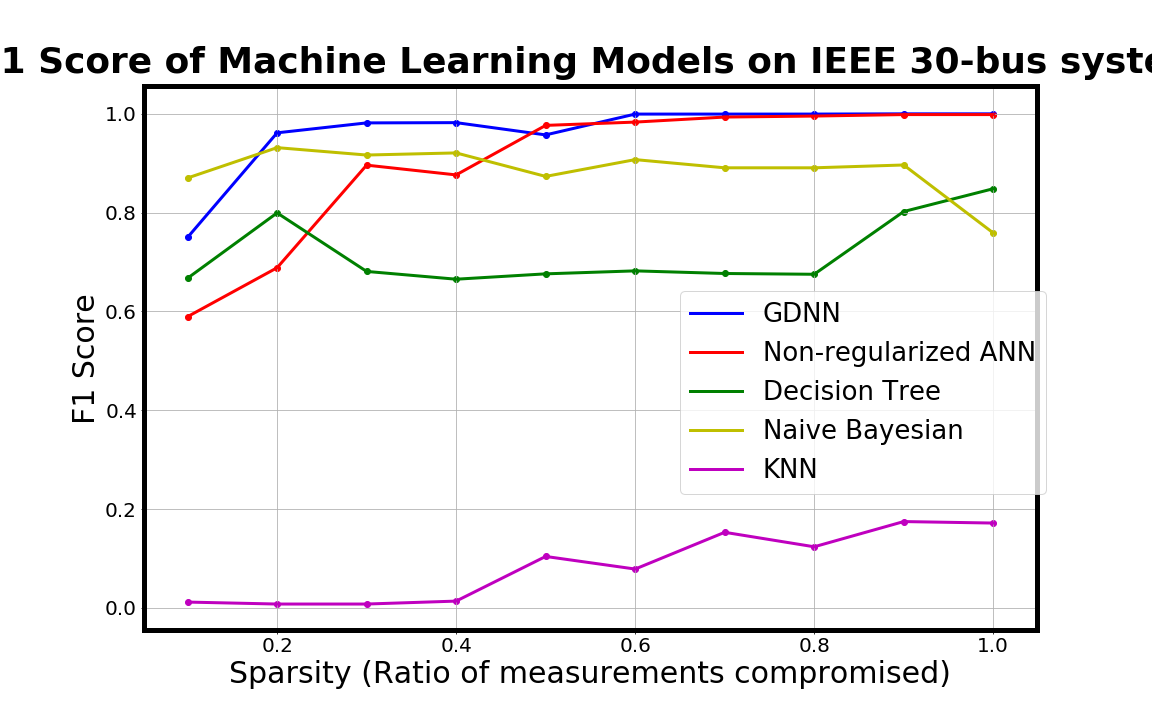 1 Score of Machine Learning Models on IEEE 30-bus syste
1.0
0.8
0.6
0.4
0.2
0.0
F1 Score
GDNN
Non-regularized ANN
Decision Tree
Naive Bayesian
KNN
0.2 0.4 0.6 0.8 1.0
Sparsity (Ratio of measurements compromised)